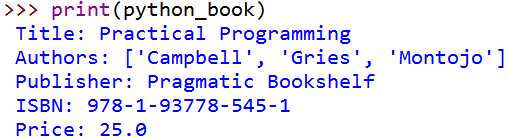 >>> print(python_book)
Title: Practical Programming
Authors: ['Campbell', 'Gries', 'Montojo']
Publisher: Pragmatic Bookshelf
ISBN: 978-1-93778-545-1
Price: 25.0